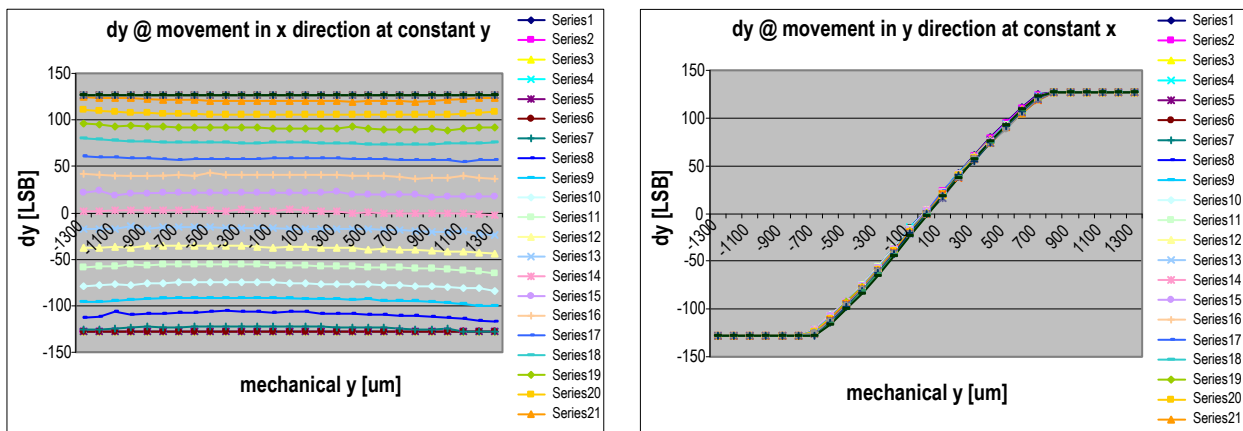 dy @ movement in x direction at constant y
150
100
50
0
-50
-100
-150
-1300
-1100
-900
-700
-500
-300
-100
100
300
500
700
900
1100
1300
dy [LSB]
mechanical y [um]
Series1
Series2
Series3
Series4
Series5
Series6
Series7
Series8
Series9
Series10
Series11
Series12
Series13
Series14
Series15
Series16
Series17
Series18
Series19
Series20
Series21
dy @ movement in y direction at constant x
150
100
50
0
-50
-100
-150
-1300
-1100
-900
-700
-500
-300
-100
100
300
500
700
900
1100
1300
dy [LSB]
mechanical y [um]
Series1
Series2
Series3
Series4
Series5
Series6
Series7
Series8
Series9
Series10
Series11
Series12
Series13
Series14
Series15
Series16
Series17
Series18
Series19
Series20
Series21